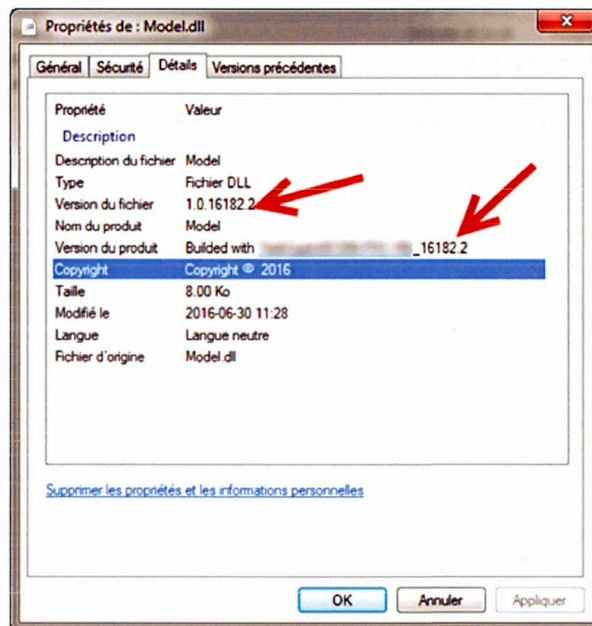 Propriétés de : Model.dll
Général Sécurité Détails Versions précédentes
Propriété Valeur
Description
Description du fichier Model
Type Fichier DLL
Version du fichier 1.0.16182.2
Nom du produit Model
Version du produit Builded with _16182.2
Copyright Copyright © 2016
Taille 8.00 Ko
Modifié le 2016-06-30 11:28
Langue Langue neutre
Fichier d'origine Model.dll
Supprimer les propriétés et les informations personnelles
OK Annuler Appliquer